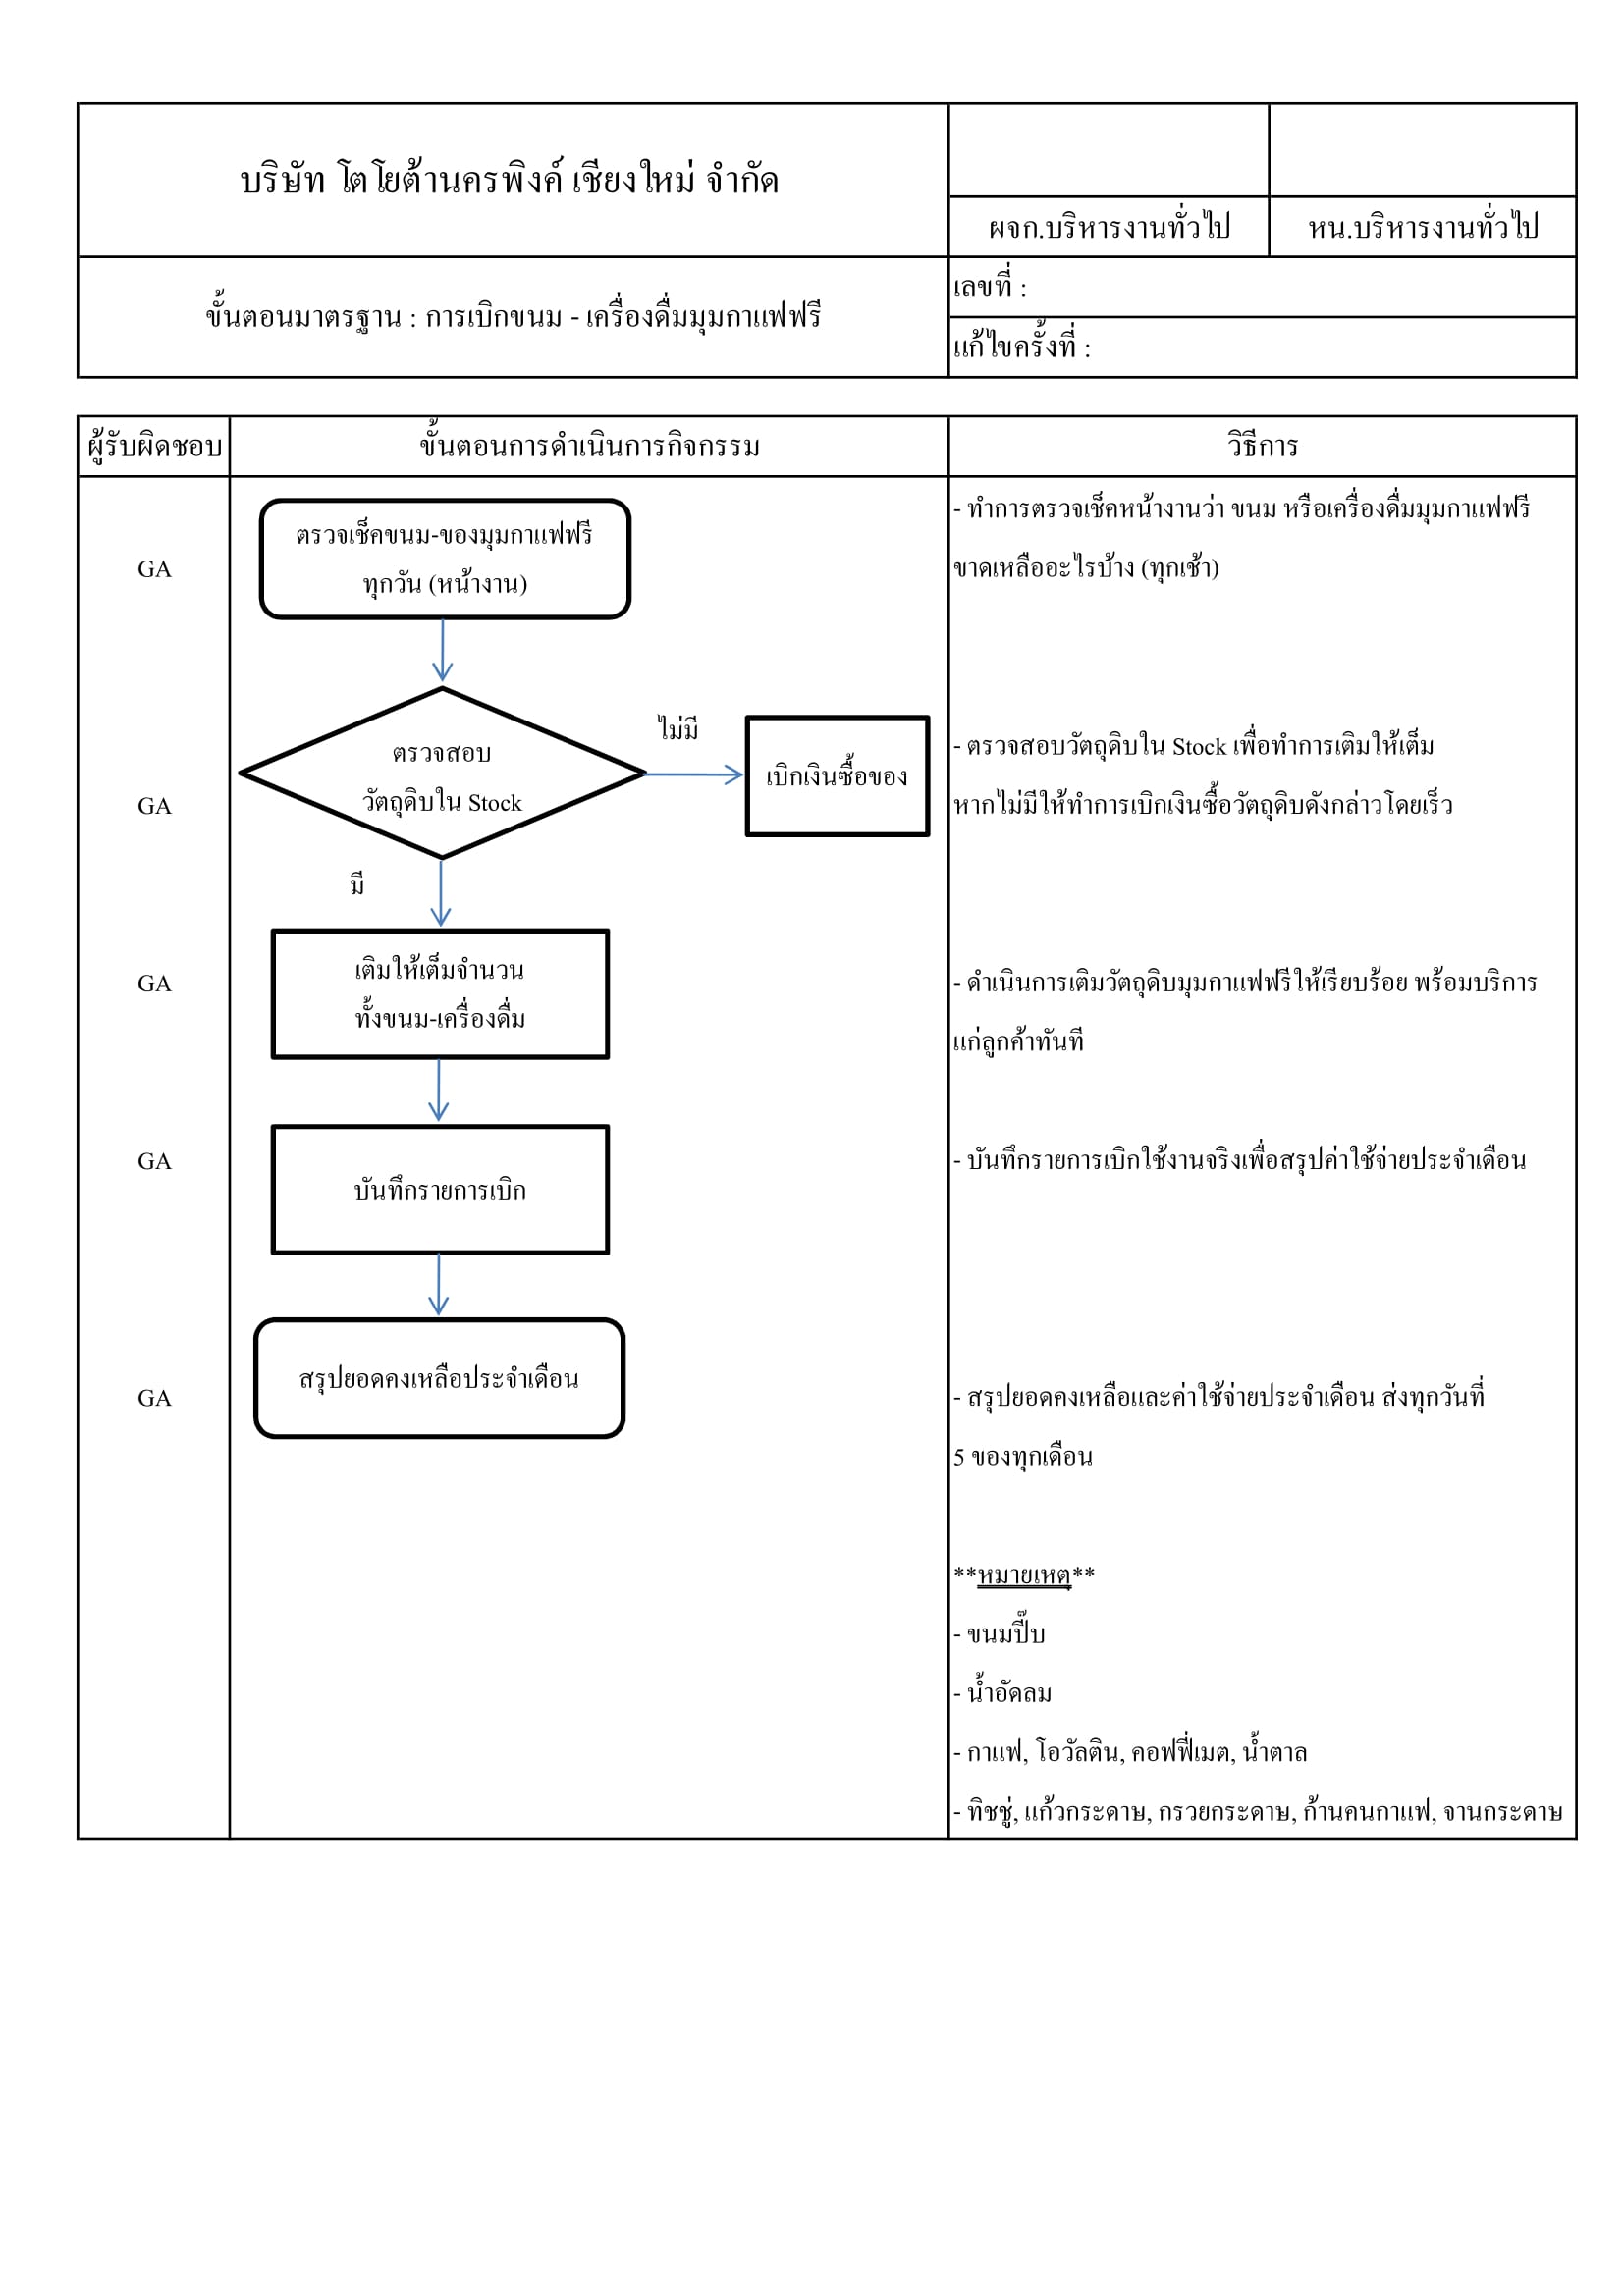 บริษัท โตโยต้านครพิงค์ เชียงใหม่ จำกัด
ผจก.บริหารงานทั่วไป
หน.บริหารงานทั่วไป
ขั้นตอนมาตรฐาน : การเบิกขนม - เครื่องดื่มมุมกาแฟฟรี
เลขที่ :
แก้ไขครั้งที่ :
ผู้รับผิดชอบ
ขั้นตอนการดำเนินการกิจกรรม
วิธีการ
GA
ตรวจเช็คขนม-ของมุมกาแฟฟรี
ทุกวัน (หน้างาน)
- ทำการตรวจเช็คหน้างานว่า ขนม หรือเครื่องดื่มมุมกาแฟฟรี
ขาดเหลืออะไรบ้าง (ทุกเช้า)
GA
ตรวจสอบ
วัตถุดิบใน Stock
ไม่มี
เบิกเงินซื้อของ
- ตรวจสอบวัตถุดิบใน Stock เพื่อทำการเติมให้เต็ม
หากไม่มีให้ทำการเบิกเงินซื้อวัตถุดิบดังกล่าวโดยเร็ว
มี
GA
เติมให้เต็มจำนวน
ทั้งขนม-เครื่องดื่ม
- ดำเนินการเติมวัตถุดิบมุมกาแฟฟรีให้เรียบร้อย พร้อมบริการ
แก่ลูกค้าทันที
GA
บันทึกรายการเบิก
- บันทึกรายการเบิกใช้งานจริงเพื่อสรุปค่าใช้จ่ายประจำเดือน
GA
สรุปยอดคงเหลือประจำเดือน
- สรุปยอดคงเหลือและค่าใช้จ่ายประจำเดือน ส่งทุกวันที่
5 ของทุกเดือน
**หมายเหตุ**
- ขนมปี๊บ
- น้ำอัดลม
- กาแฟ, โอวัลติน, คอฟฟี่เมต, น้ำตาล
- ทิชชู่, แก้วกระดาษ, กรวยกระดาษ, ก้านคนกาแฟ, จานกระดาษ